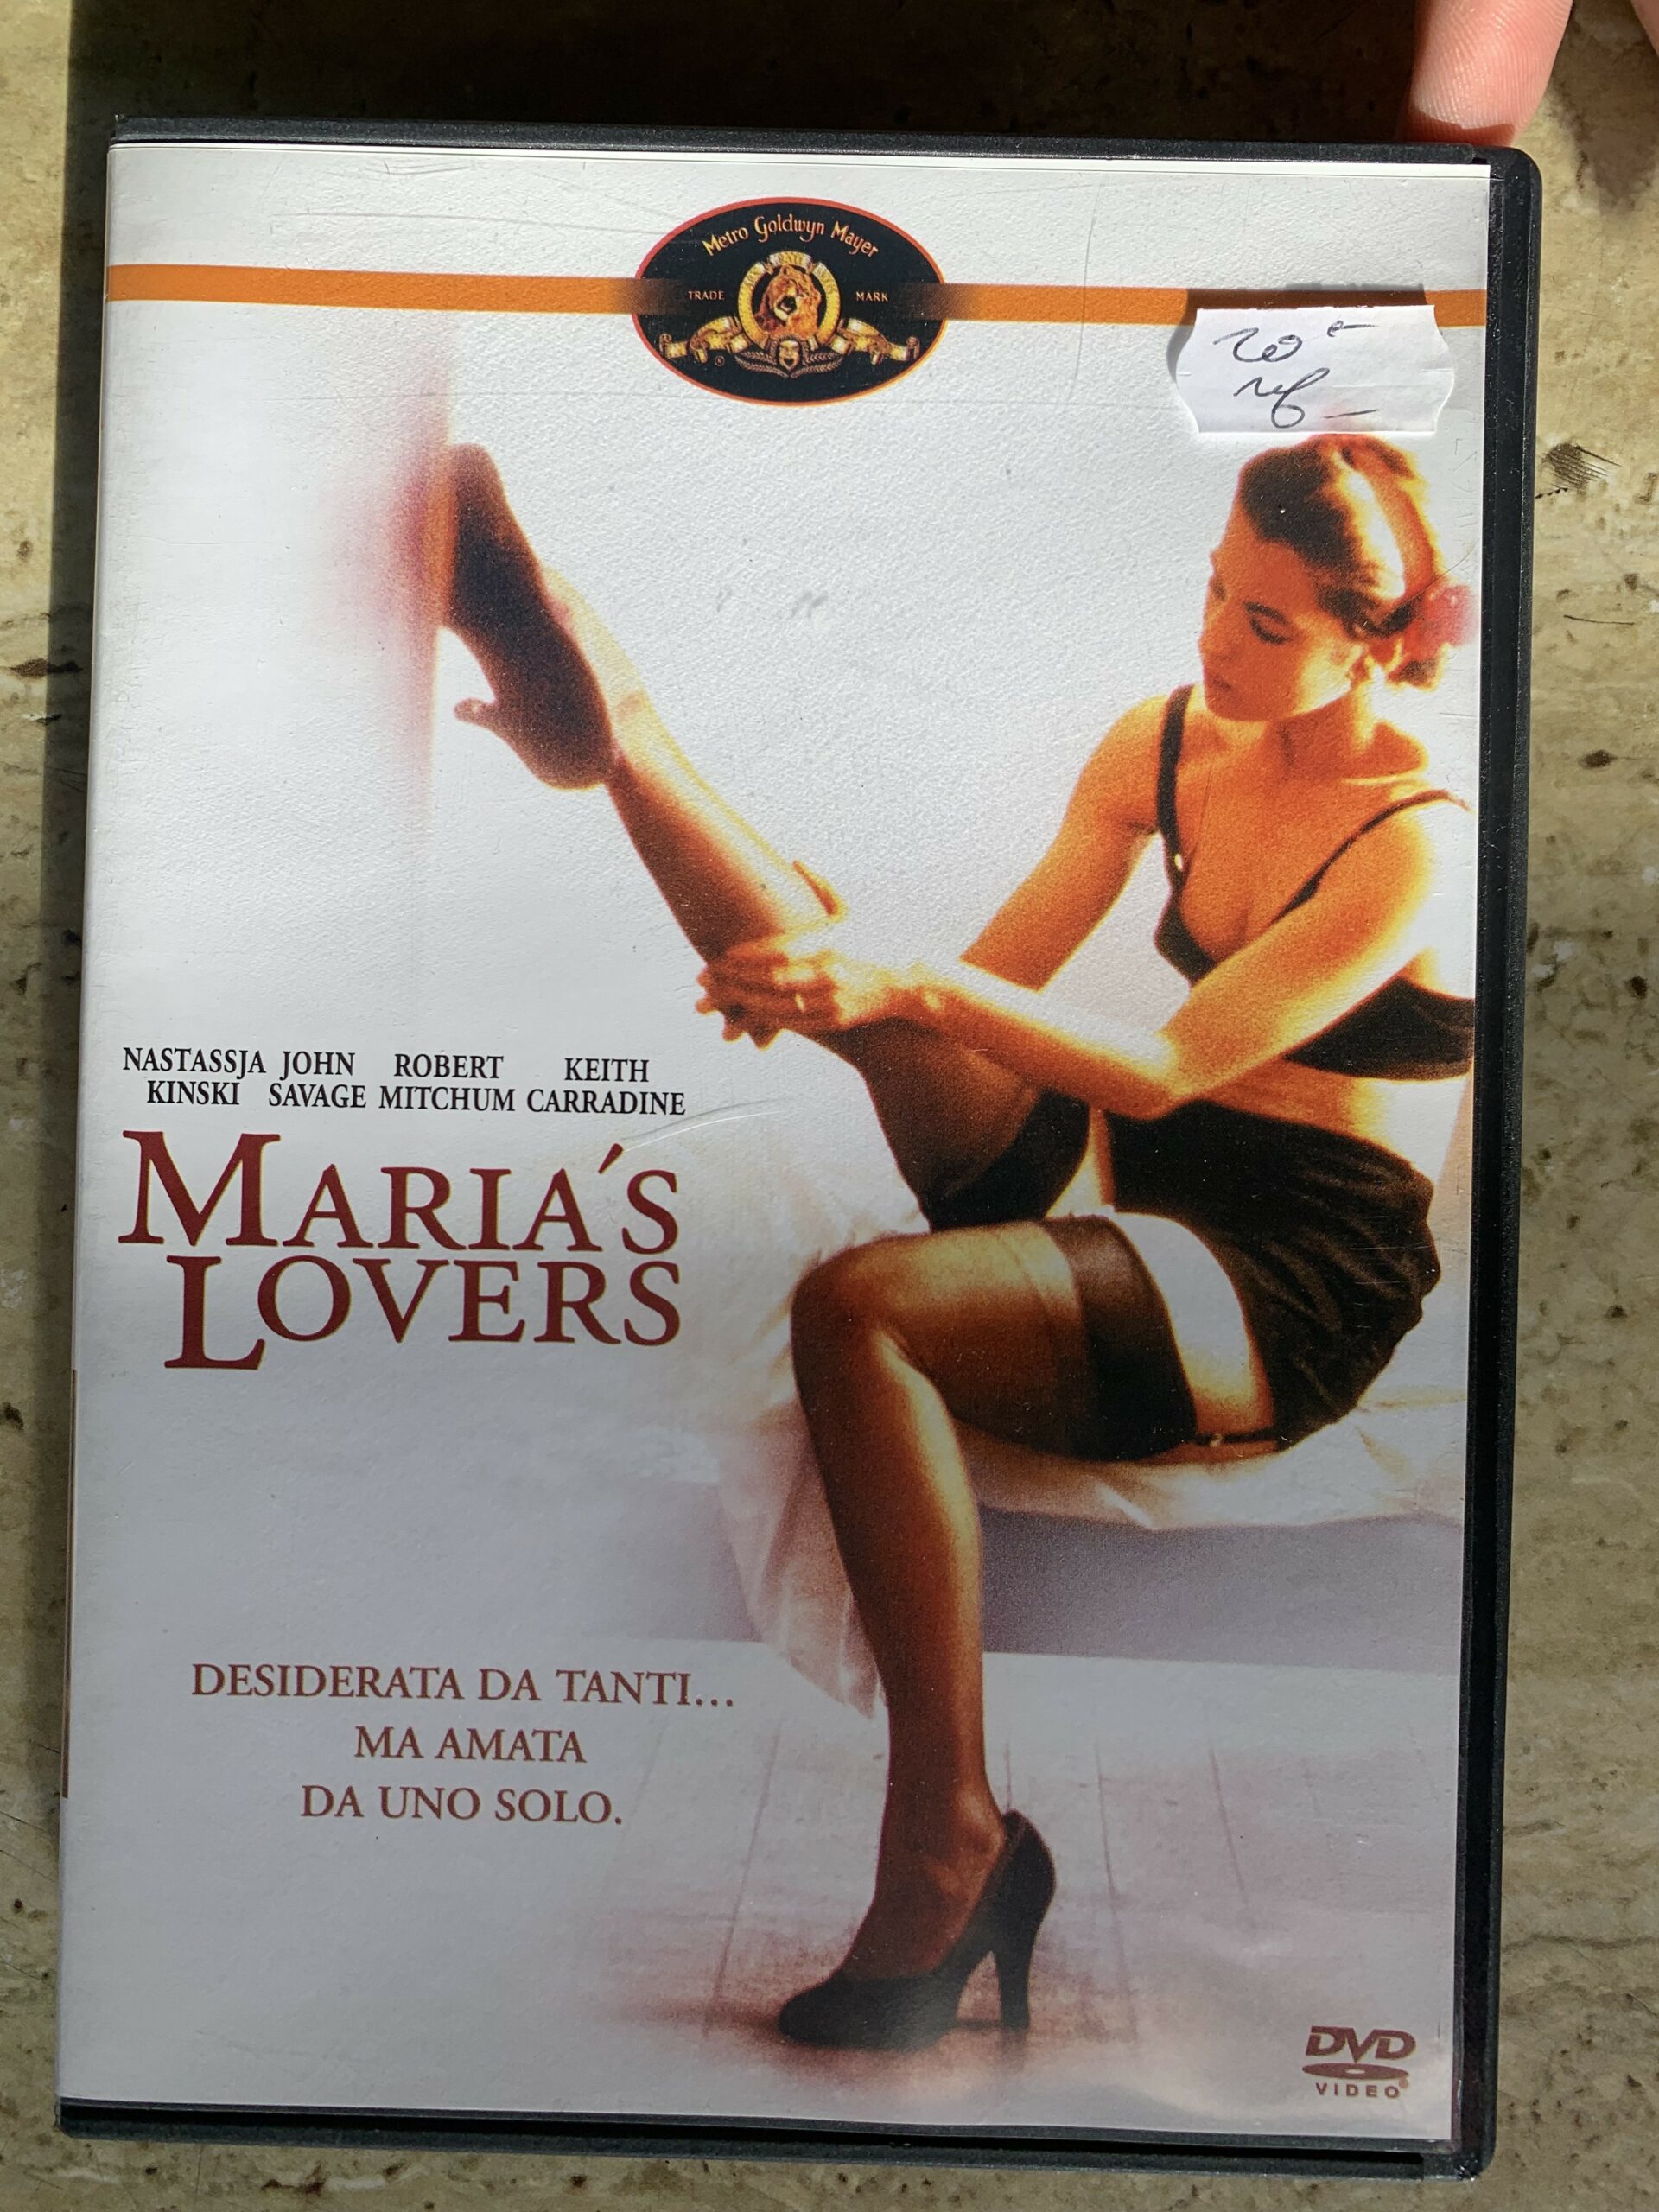 Metro Goldwyn Mayer
TRADE MARK
20 €
NASTASSJA JOHN ROBERT KEITH
KINSKI SAVAGE MITCHUM CARRADINE
MARIA'S
LOVERS
DESIDERATA DA TANTI...
MA AMATA
DA UNO SOLO.
DVD
VIDEO